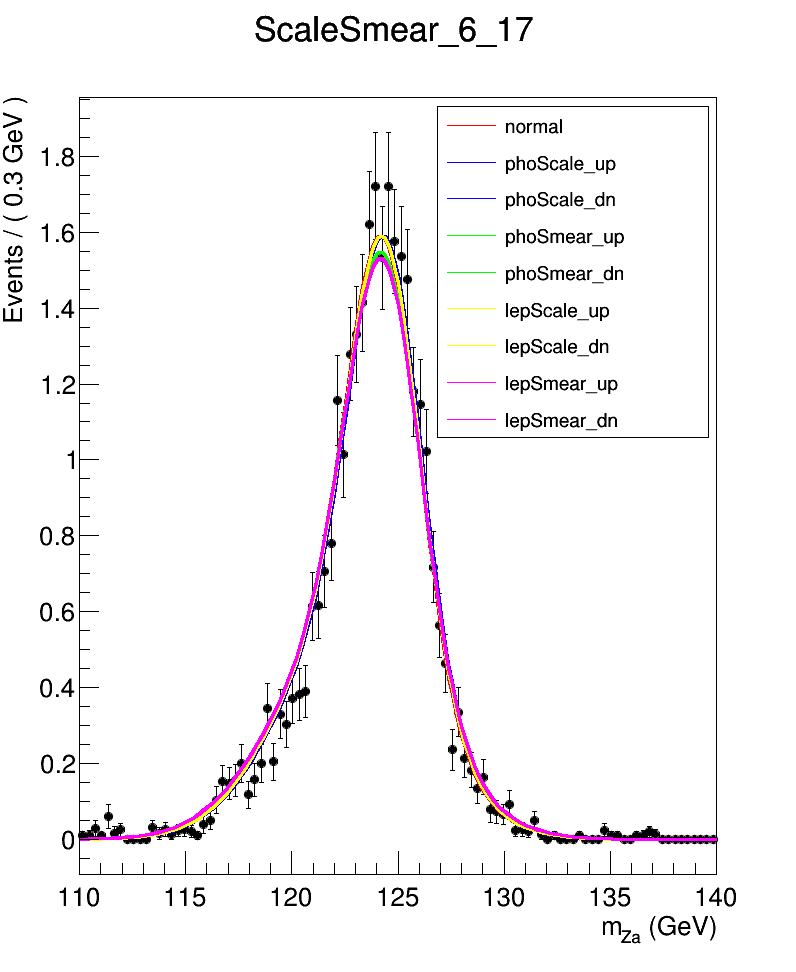 ScaleSmear_6_17
Events / ( 0.3 GeV )
1.8
1.6
1.4
1.2
1
0.8
0.6
0.4
0.2
0
normal
phoScale_up
phoScale_dn
phoSmear_up
phoSmear_dn
lepScale_up
lepScale_dn
lepSmear_up
lepSmear_dn
110 115 120 125 130 135 140
m_Za (GeV)